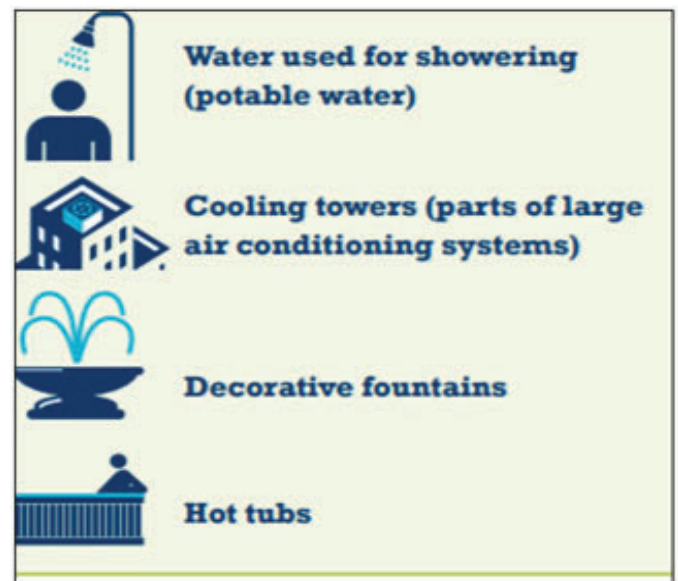 Water used for showering
(potable water)
Cooling towers (parts of large
air conditioning systems)
Decorative fountains
Hot tubs